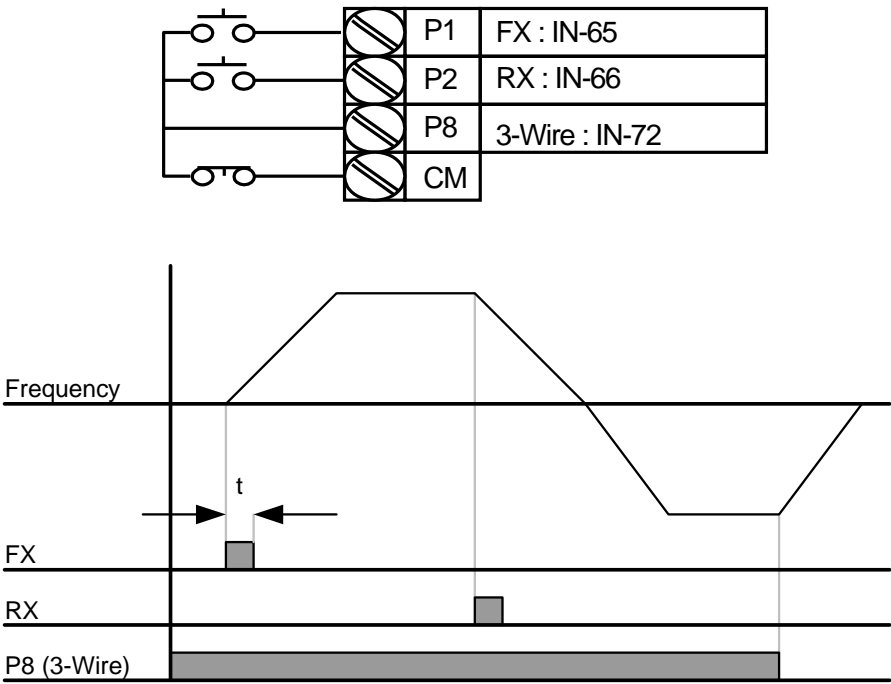 P1 FX : IN-65
P2 RX : IN-66
P8 3-Wire : IN-72
CM
Frequency
t
FX
RX
P8 (3-Wire)